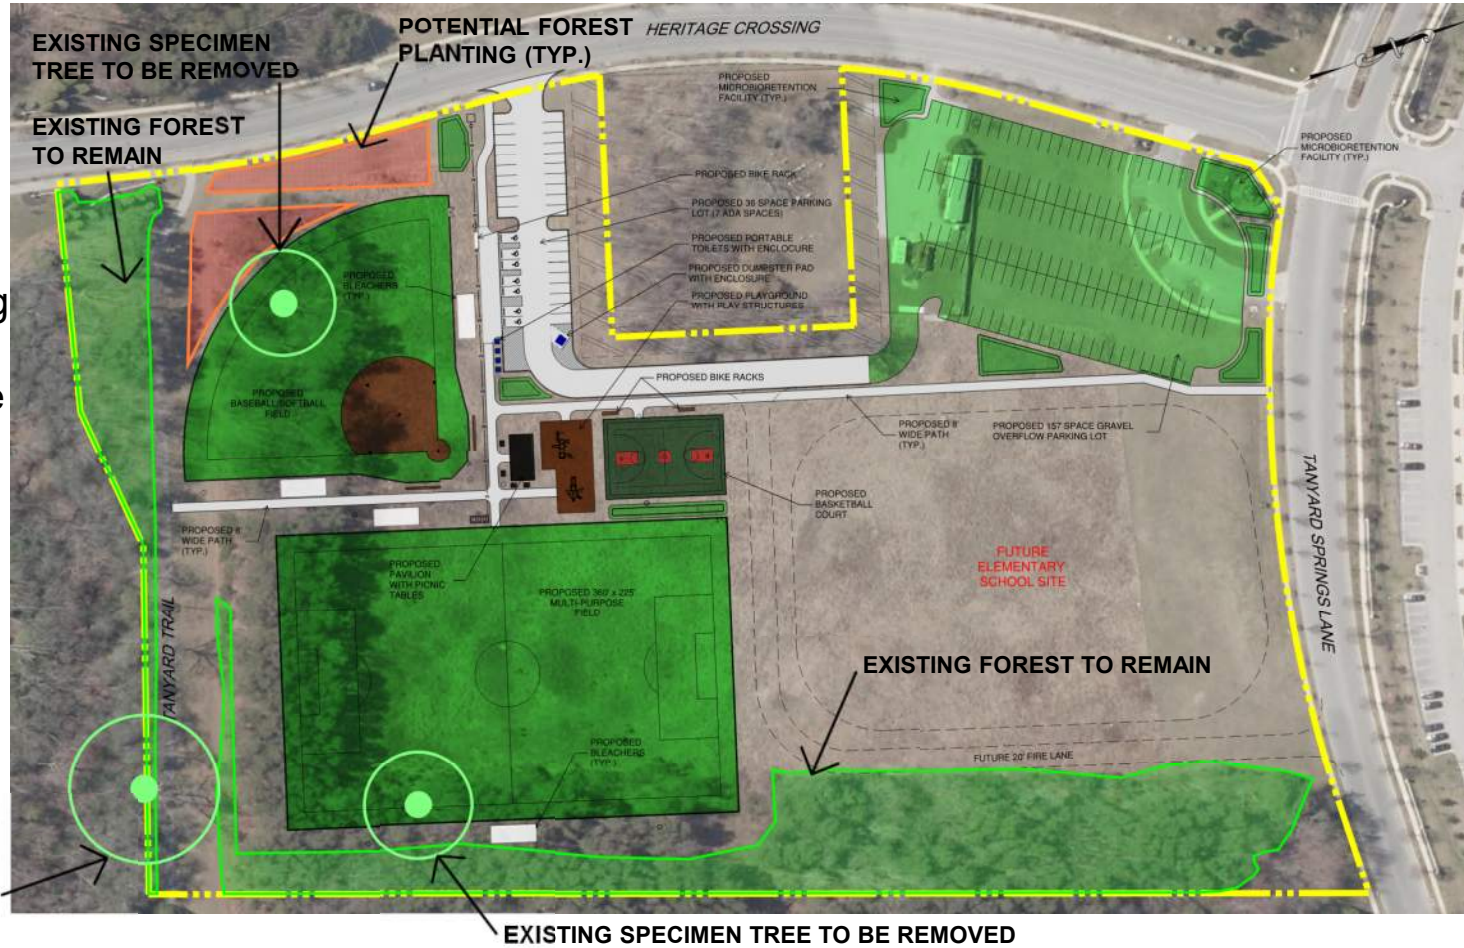 EXISTING SPECIMEN
TREE TO BE REMOVED
POTENTIAL FOREST
PLANTING (TYP.)
HERITAGE CROSSING
EXISTING FOREST
TO REMAIN
PROPOSED
MICROBIORETENTION
FACILITY (TYP.)
PROPOSED
MICROBIORETENTION
FACILITY (TYP.)
PROPOSED BIKE RACK
PROPOSED 36 SPACE PARKING
LOT (7 ADA SPACES)
PROPOSED PORTABLE
TOILETS WITH ENCLOCURE
PROPOSED DUMPSTER PAD
WITH ENCLOSURE
PROPOSED PLAYGROUND
WITH PLAY STRUCTURES
PROPOSED
BLEACHERS
(TYP.)
g
e
PROPOSED BIKE RACKS
PROPOSED
BASEBALL/SOFTBALL
FIELD
PROPOSED 8'
WIDE PATH
(TYP.)
PROPOSED 157 SPACE GRAVEL
OVERFLOW PARKING LOT
PROPOSED
BASKETBALL
COURT
PROPOSED 8'
WIDE PATH
(TYP.)
PROPOSED
PAVILION
WITH PICNIC
TABLES
PROPOSED 360' x 225'
MULTI-PURPOSE
FIELD
FUTURE
ELEMENTARY
SCHOOL SITE
TANYARD SPRINGS LANE
TANYARD TRAIL
EXISTING FOREST TO REMAIN
PROPOSED
BLEACHERS
(TYP.)
FUTURE 20' FIRE LANE
EXISTING SPECIMEN TREE TO BE REMOVED